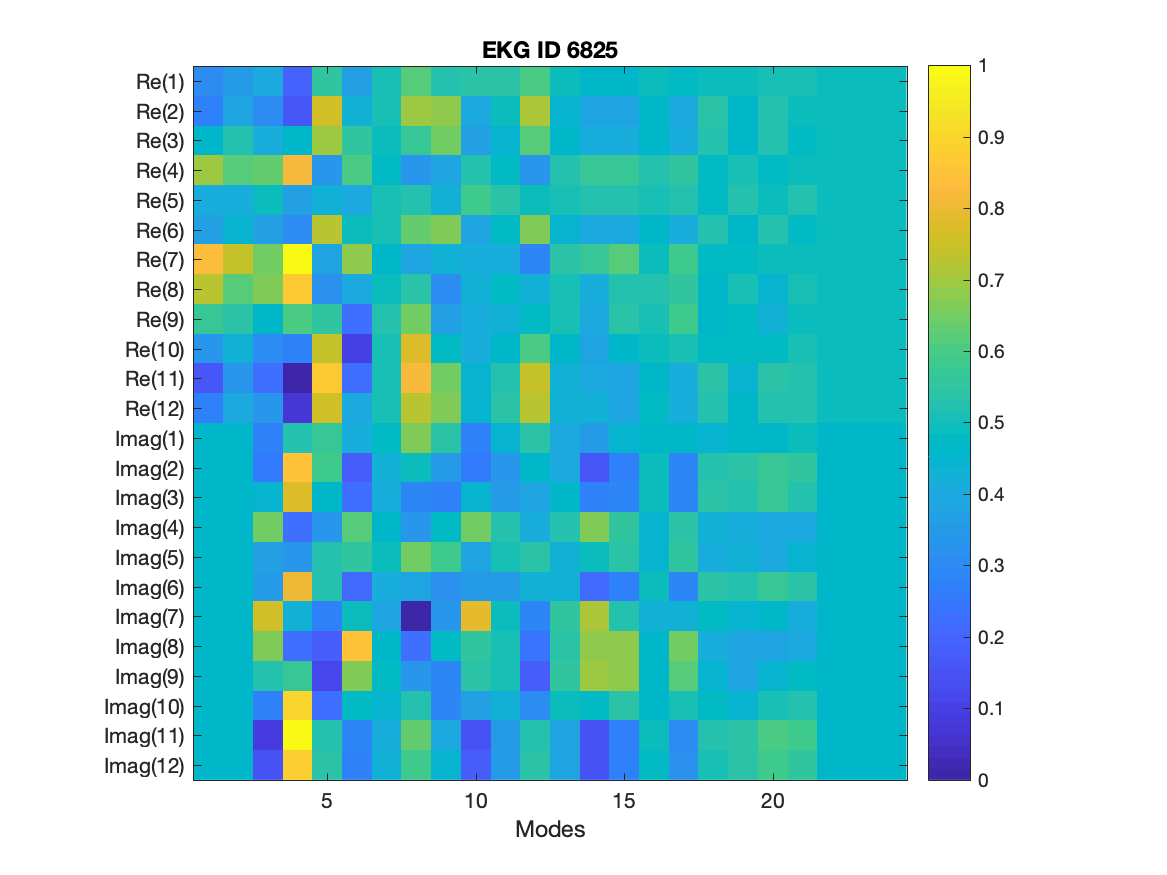 EKG ID 6825
Re(1)
Re(2)
Re(3)
Re(4)
Re(5)
Re(6)
Re(7)
Re(8)
Re(9)
Re(10)
Re(11)
Re(12)
Imag(1)
Imag(2)
Imag(3)
Imag(4)
Imag(5)
Imag(6)
Imag(7)
Imag(8)
Imag(9)
Imag(10)
Imag(11)
Imag(12)
5 10 15 20
Modes
1
0.9
0.8
0.7
0.6
0.5
0.4
0.3
0.2
0.1
0